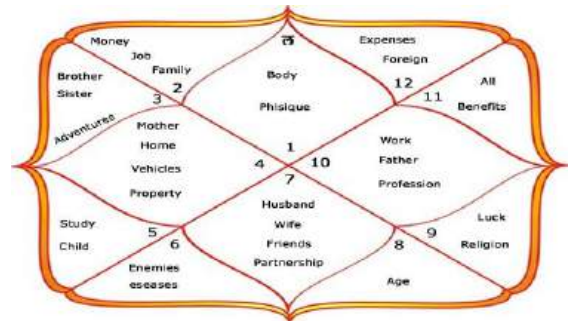 Money
Job
Family
2
ल
Body
Phisique
1
Expenses
Foreign
12
Brother
Sister
3
Adventures
All
11
Benefits
Mother
Home
Vehicles
Property
4
Work
Father
Profession
10
7
Husband
Wife
Friends
Partnership
Study
Child
5
6
Enemies
eseases
Luck
Religion
9
8
Age